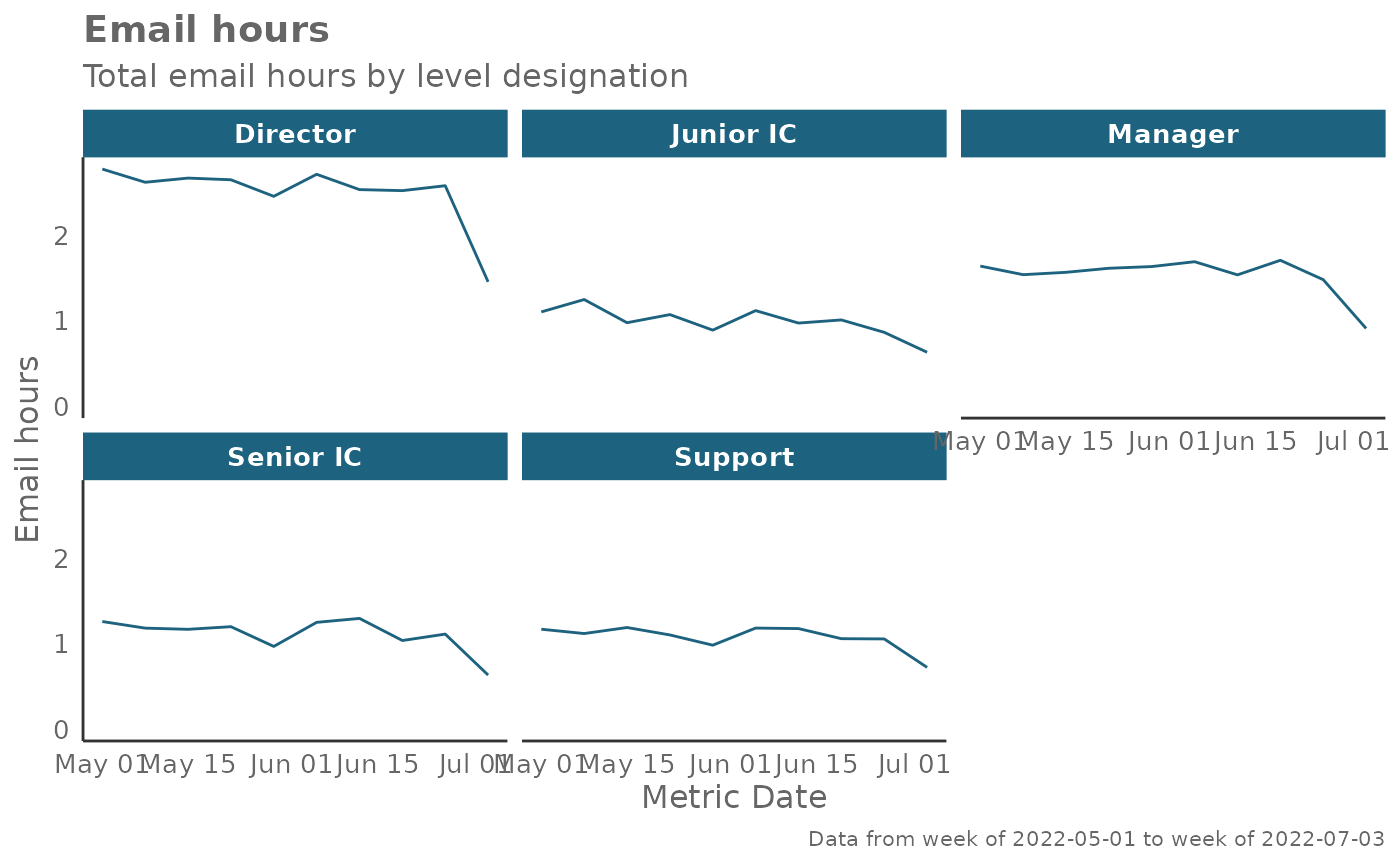 Email hours
Total email hours by level designation
Director
Junior IC
Manager
Email hours
2
1
0
May 01
May 15
Jun 01
Jun 15
Jul 01
Senior IC
Support
2
1
0
May 01
May 15
Jun 01
Jun 15
Jul 01
May 01
May 15
Jun 01
Jun 15
Jul 01
Metric Date
Data from week of 2022-05-01 to week of 2022-07-03